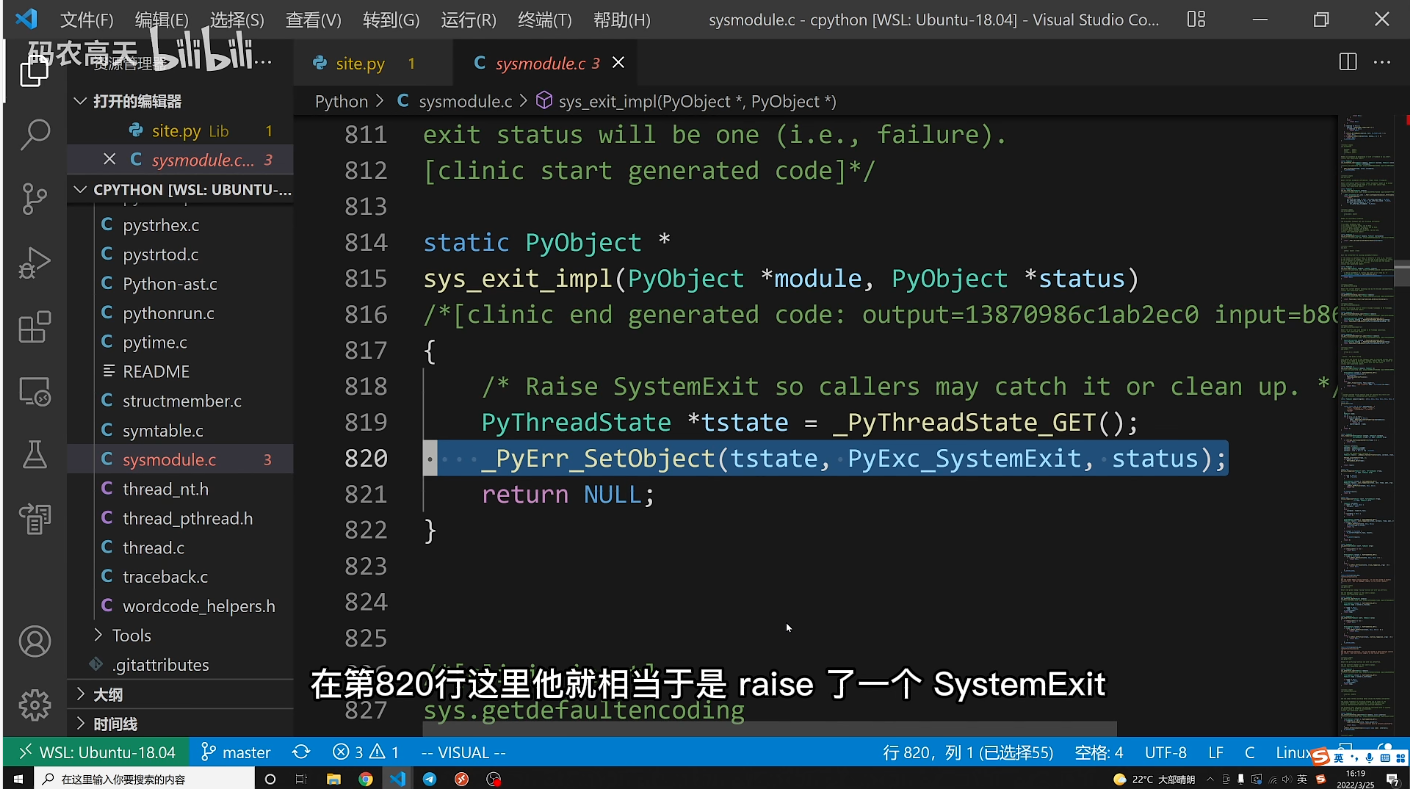 文件(F) 编辑(E) 选择(S) 查看(V) 转到(G) 运行(R) 终端(T) 帮助(H) sysmodule.c - cpython [WSL: Ubuntu-18.04] - Visual Studio Co...
码农高天 bilibili
资源管理器 ...
site.py 1 sysmodule.c 3
打开的编辑器
Python > C sysmodule.c > sys_exit_impl(PyObject *, PyObject *)
site.py Lib 1
C sysmodule.c... 3
CPYTHON [WSL: UBUNTU-...
C pystrhex.c
C pystrtod.c
C Python-ast.c
C pythonrun.c
C pytime.c
README
C structmember.c
C symtable.c
C sysmodule.c 3
C thread_nt.h
C thread_pthread.h
C thread.c
C traceback.c
C wordcode_helpers.h
Tools
.gitattributes
大纲
时间线
811 exit status will be one (i.e., failure).
812 [clinic start generated code]*/
813
814 static PyObject *
815 sys_exit_impl(PyObject *module, PyObject *status)
816 /*[clinic end generated code: output=13870986c1ab2ec0 input=b86
817 {
818 /* Raise SystemExit so callers may catch it or clean up. */
819 PyThreadState *tstate = _PyThreadState_GET();
820 _PyErr_SetObject(tstate, PyExc_SystemExit, status);
821 return NULL;
822 }
823
824
825
在第820行这里他就相当于是 raise 了一个 SystemExit
827 sys.getdefaultencoding
WSL: Ubuntu-18.04 master 3 1 -- VISUAL -- 行 820，列 1 (已选择55) 空格: 4 UTF-8 LF C Linux
英
在这里输入你要搜索的内容 22°C 大部晴朗 英 16:19
2022/3/25